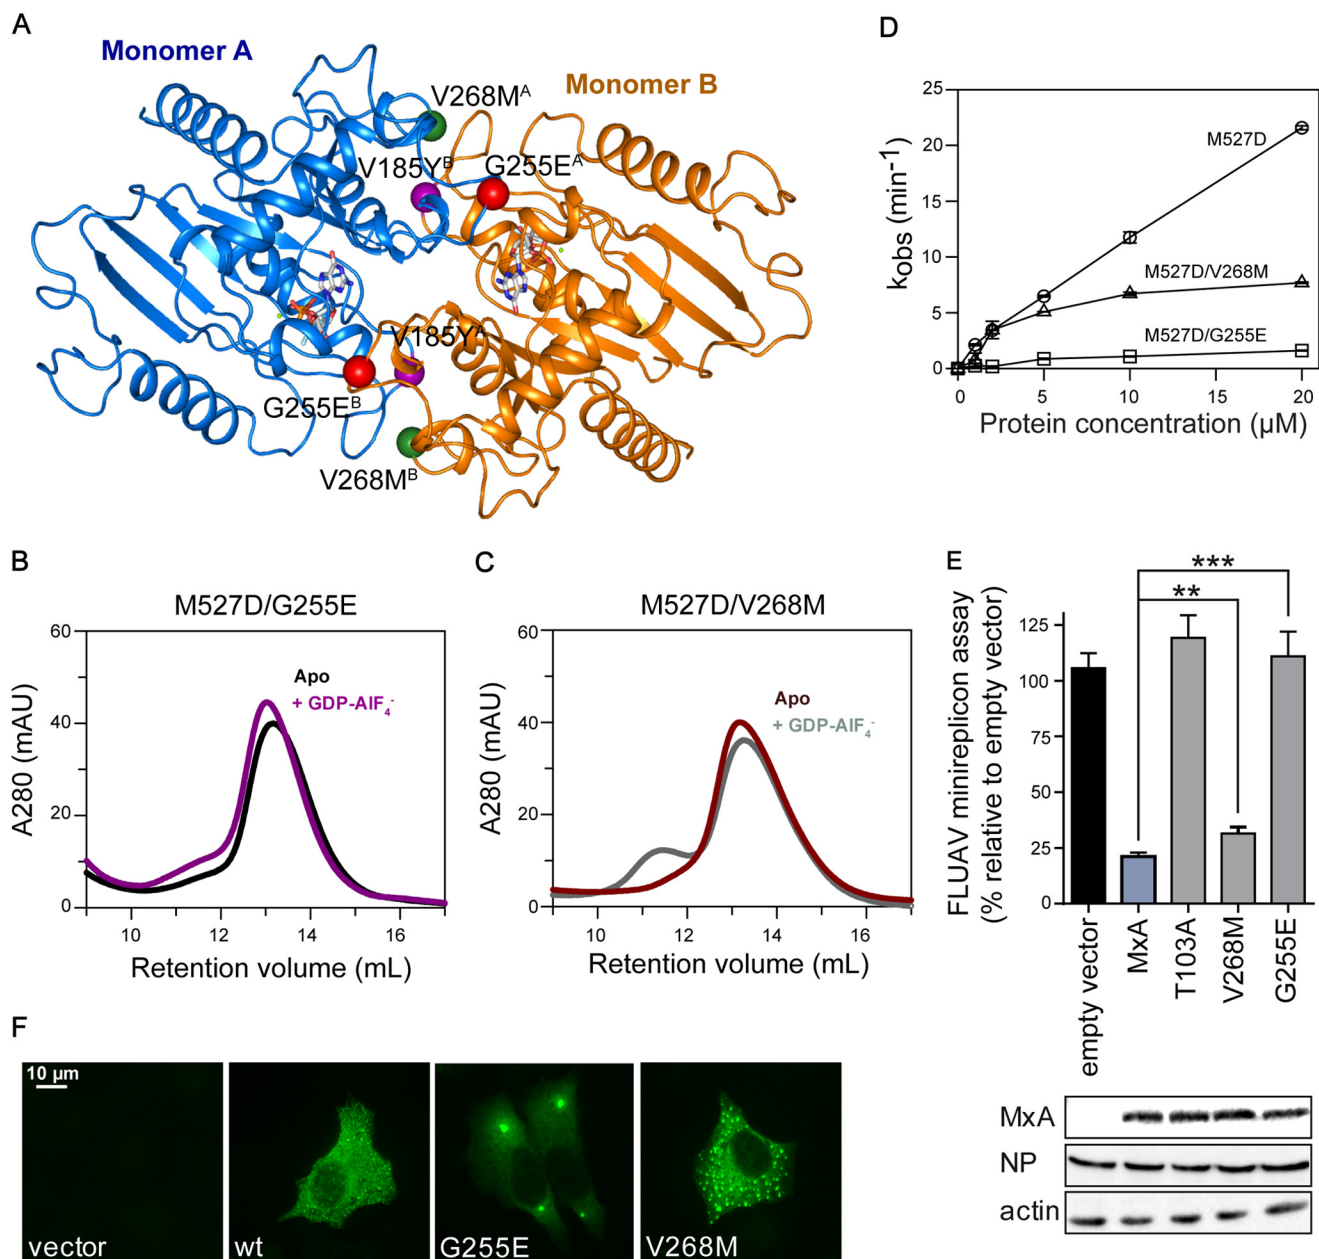 A
Monomer A
Monomer B
V268M^A
V185Y^B
G255E^A
V185Y^A
G255E^B
V268M^B
D
kobs (min⁻¹)
25
20
15
10
5
0
M527D
M527D/V268M
M527D/G255E
0 5 10 15 20
Protein concentration (µM)
B
M527D/G255E
A280 (mAU)
60
40
20
0
Apo
+ GDP-AlF₄⁻
10 12 14 16
Retention volume (mL)
C
M527D/V268M
A280 (mAU)
60
40
20
0
Apo
+ GDP-AlF₄⁻
10 12 14 16
Retention volume (mL)
E
FLUAV minireplicon assay
(% relative to empty vector)
125
100
75
50
25
0
***
**
empty vector
MxA
T103A
V268M
G255E
MxA
NP
actin
F
10 µm
vector
wt
G255E
V268M